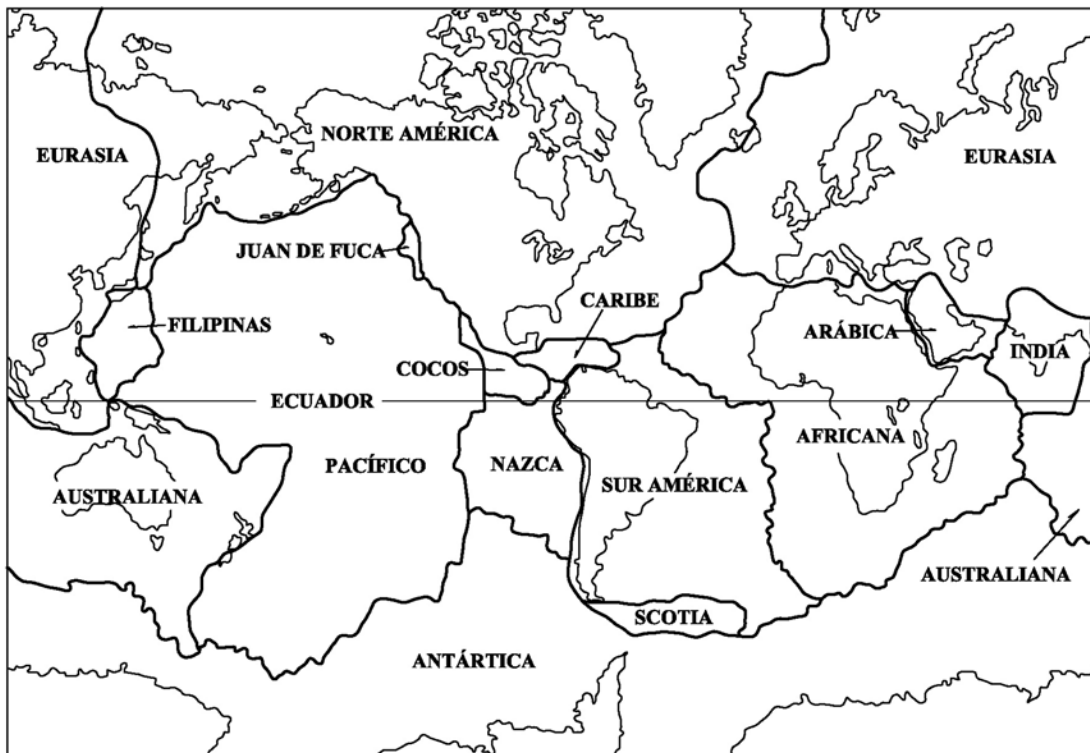 NORTE AMÉRICA
EURASIA
EURASIA
JUAN DE FUCA
CARIBE
FILIPINAS
ARÁBICA
INDIA
COCOS
ECUADOR
AFRICANA
PACÍFICO
NAZCA
SUR AMÉRICA
AUSTRALIANA
AUSTRALIANA
SCOTIA
ANTÁRTICA